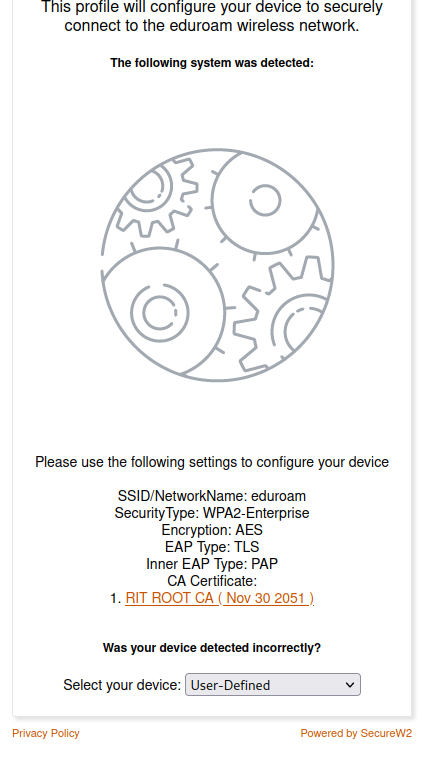 This profile will configure your device to securely
connect to the eduroam wireless network.
The following system was detected:
Please use the following settings to configure your device
SSID/NetworkName: eduroam
SecurityType: WPA2-Enterprise
Encryption: AES
EAP Type: TLS
Inner EAP Type: PAP
CA Certificate:
1. RIT ROOT CA ( Nov 30 2051 )
Was your device detected incorrectly?
Select your device: User-Defined
Privacy Policy Powered by SecureW2